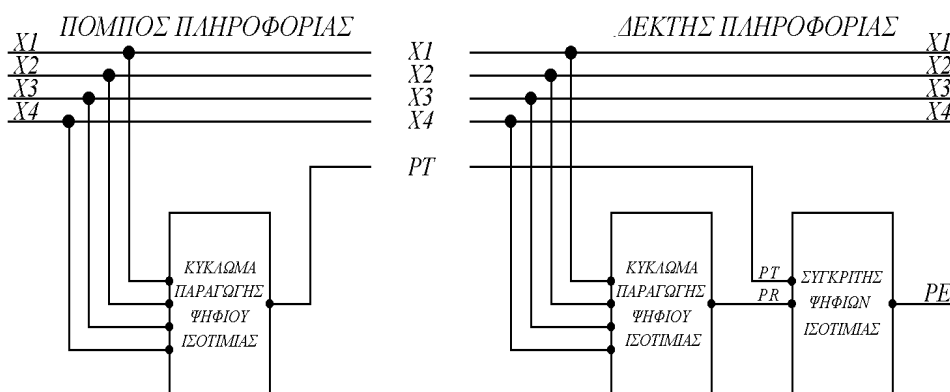 ΠΟΜΠΟΣ ΠΛΗΡΟΦΟΡΙΑΣ
ΔΕΚΤΗΣ ΠΛΗΡΟΦΟΡΙΑΣ
X1 X1 X1
X2 X2 X2
X3 X3 X3
X4 X4 X4
PT
ΚΥΚΛΩΜΑ
ΠΑΡΑΓΩΓΗΣ
ΨΗΦΙΟΥ
ΙΣΟΤΙΜΙΑΣ
ΚΥΚΛΩΜΑ
ΠΑΡΑΓΩΓΗΣ
ΨΗΦΙΟΥ
ΙΣΟΤΙΜΙΑΣ
PT
PR
ΣΥΓΚΡΙΤΗΣ
ΨΗΦΙΩΝ
ΙΣΟΤΙΜΙΑΣ
PE